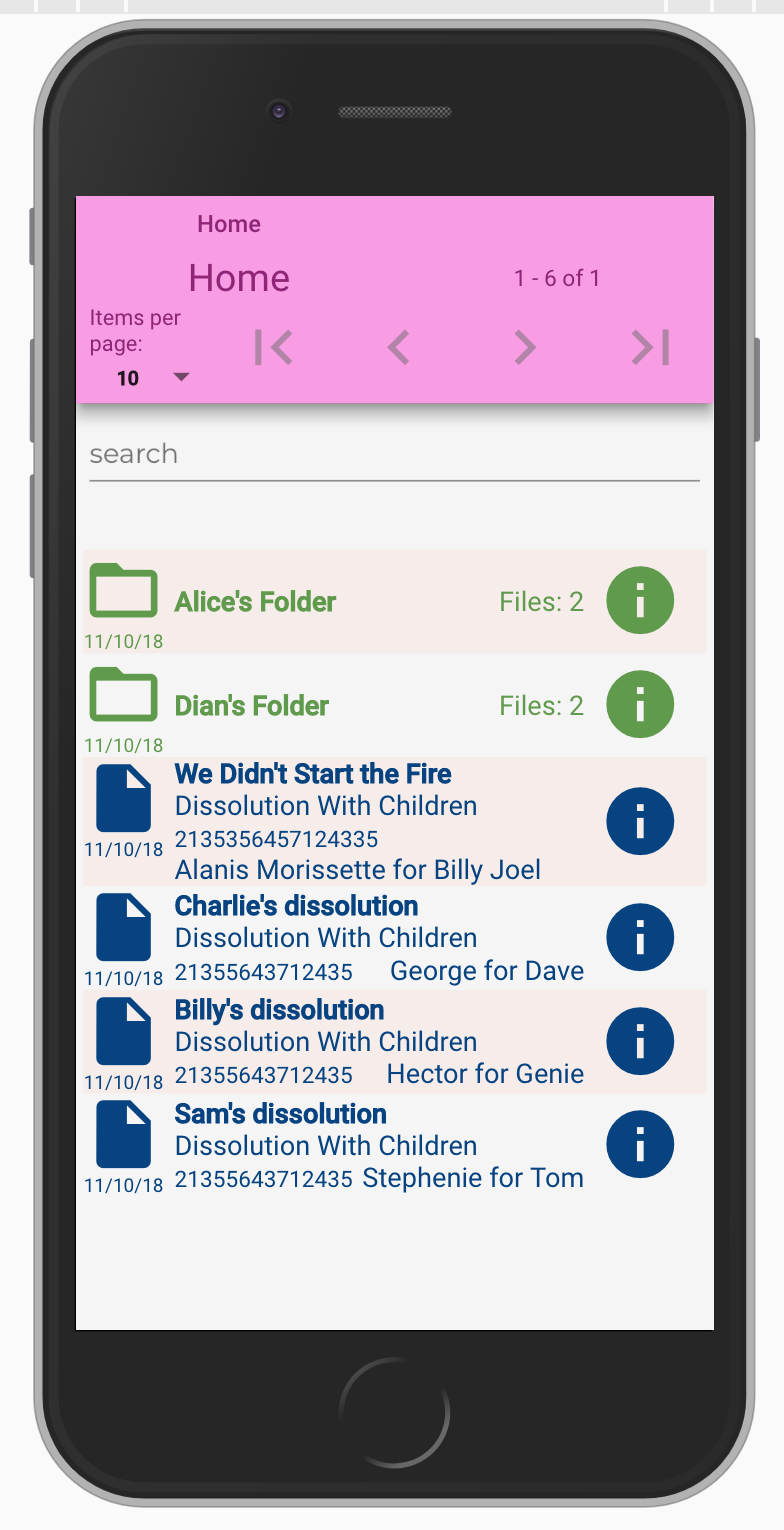 Home
Home
1 - 6 of 1
Items per
page:
10
search
Alice's Folder
Files: 2
11/10/18
Dian's Folder
Files: 2
11/10/18
We Didn't Start the Fire
Dissolution With Children
2135356457124335
11/10/18
Alanis Morissette for Billy Joel
Charlie's dissolution
Dissolution With Children
21355643712435 George for Dave
11/10/18
Billy's dissolution
Dissolution With Children
21355643712435 Hector for Genie
11/10/18
Sam's dissolution
Dissolution With Children
21355643712435 Stephenie for Tom
11/10/18